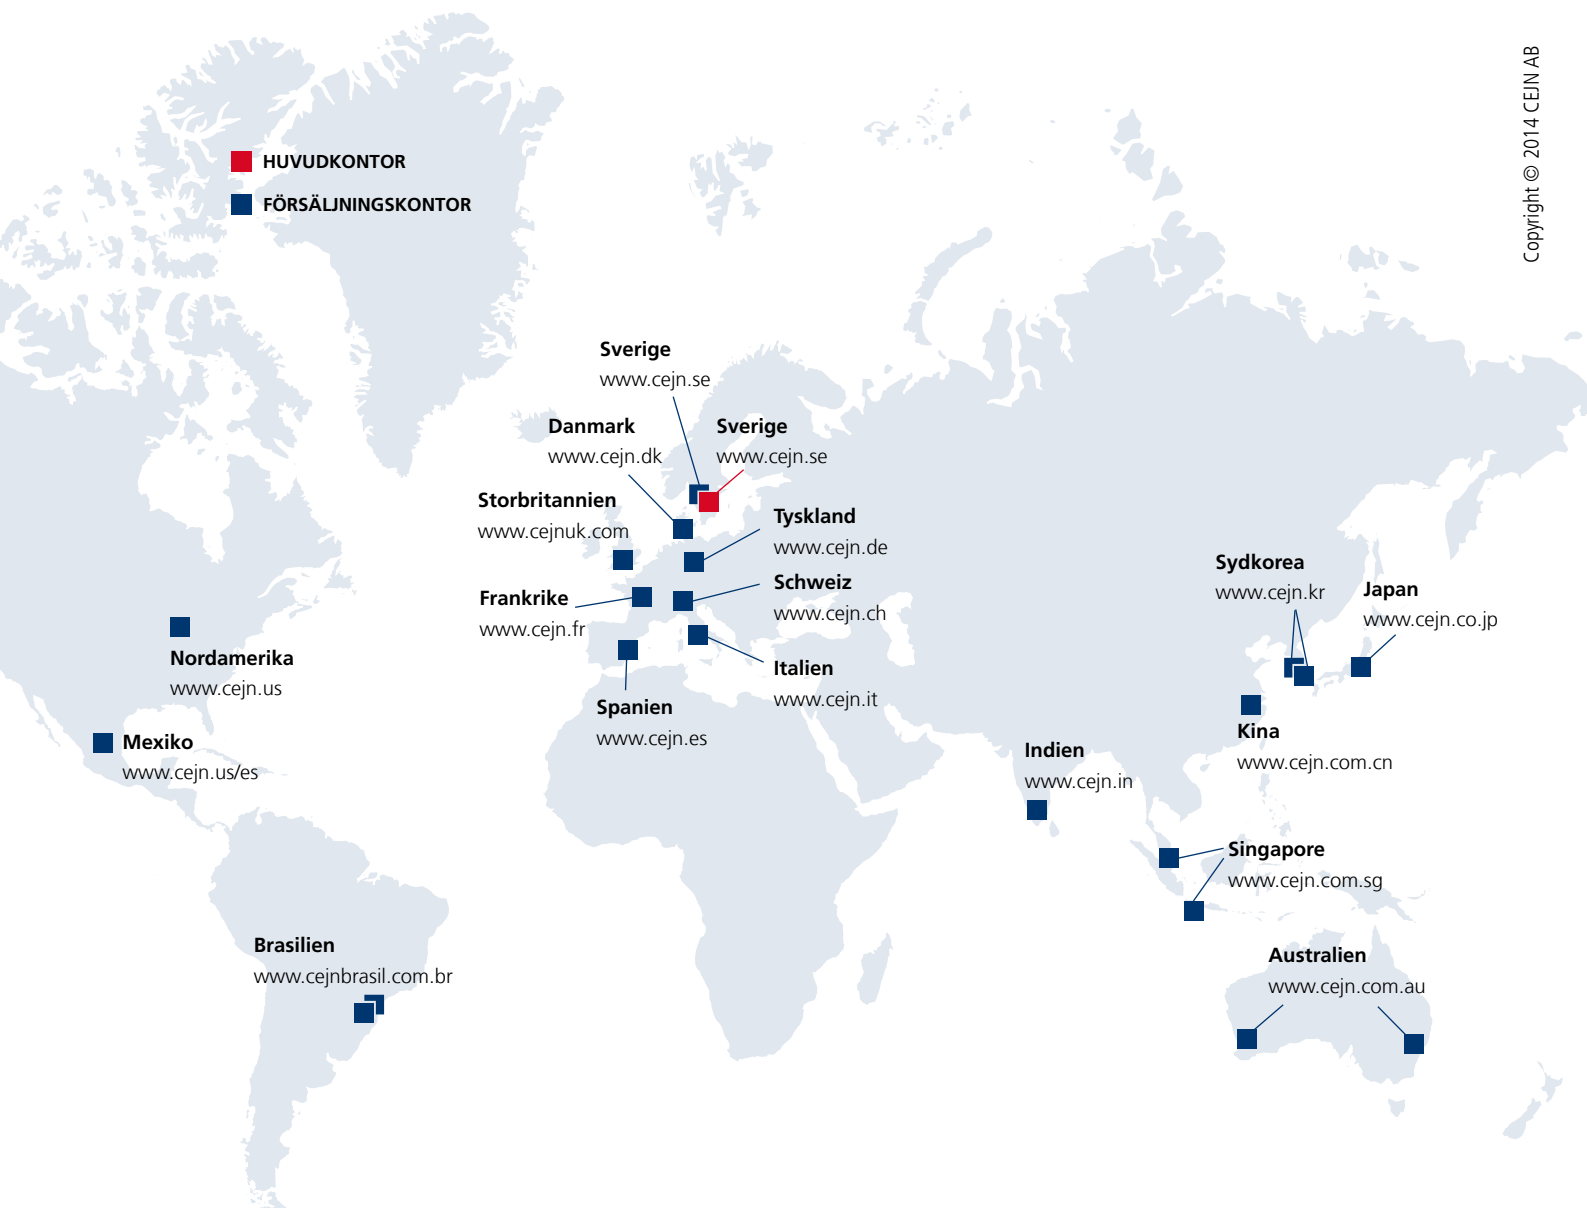 Copyright © 2014 CEJN AB
HUVUDKONTOR
FÖRSÄLJNINGSKONTOR
Sverige
www.cejn.se
Danmark
www.cejn.dk
Sverige
www.cejn.se
Storbritannien
www.cejnuk.com
Tyskland
www.cejn.de
Schweiz
www.cejn.ch
Frankrike
www.cejn.fr
Italien
www.cejn.it
Spanien
www.cejn.es
Nordamerika
www.cejn.us
Mexiko
www.cejn.us/es
Brasilien
www.cejnbrasil.com.br
Sydkorea
www.cejn.kr
Japan
www.cejn.co.jp
Kina
www.cejn.com.cn
Indien
www.cejn.in
Singapore
www.cejn.com.sg
Australien
www.cejn.com.au